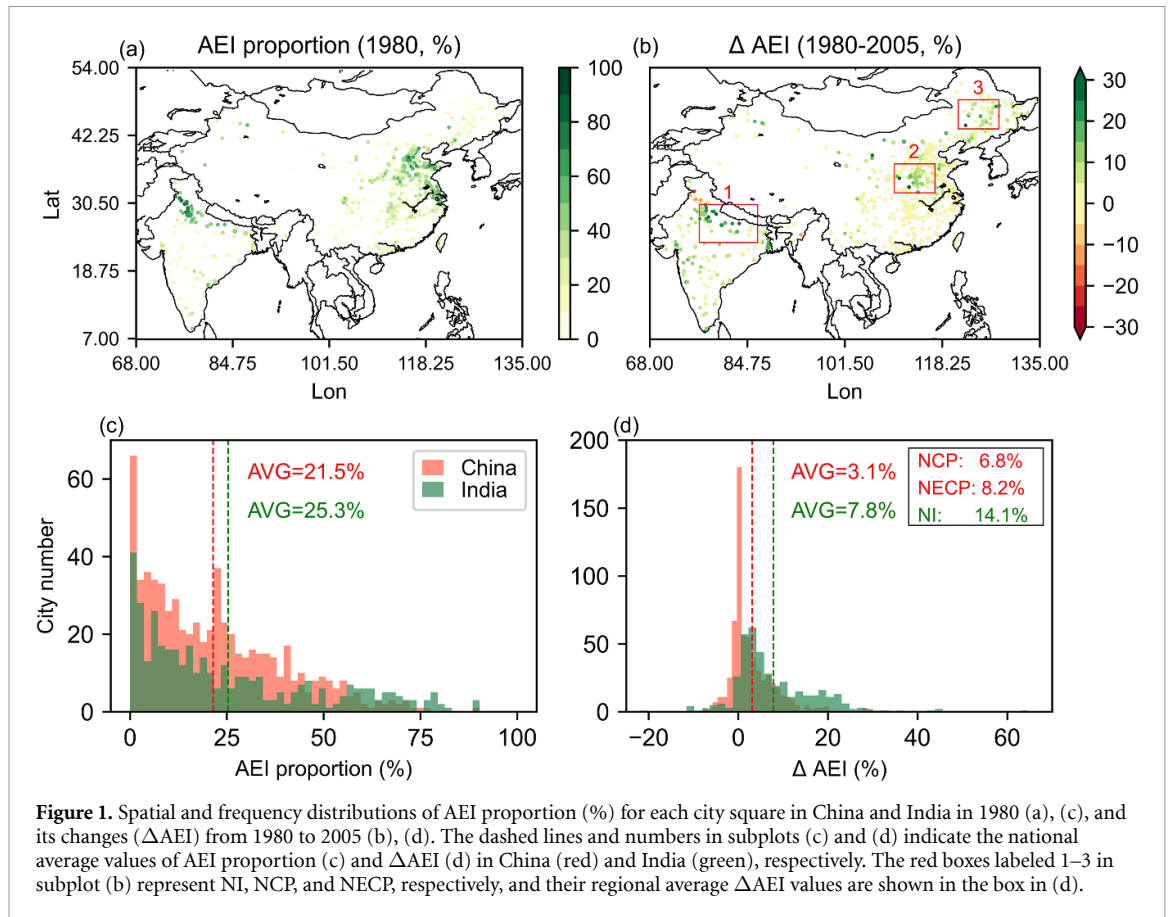 (a) AEI proportion (1980, %)
54.00
42.25
30.50
18.75
7.00
Lat
68.00 84.75 101.50 118.25 135.00
Lon
100
80
60
40
20
0
(b) Δ AEI (1980-2005, %)
3
2
1
68.00 84.75 101.50 118.25 135.00
Lon
30
20
10
0
−10
−20
−30
(c)
60
40
20
0
City number
AVG=21.5%
AVG=25.3%
China
India
0 25 50 75 100
AEI proportion (%)
(d)
200
150
100
50
0
AVG=3.1%
AVG=7.8%
NCP: 6.8%
NECP: 8.2%
NI: 14.1%
−20 0 20 40 60
Δ AEI (%)
Figure 1. Spatial and frequency distributions of AEI proportion (%) for each city square in China and India in 1980 (a), (c), and
its changes (ΔAEI) from 1980 to 2005 (b), (d). The dashed lines and numbers in subplots (c) and (d) indicate the national
average values of AEI proportion (c) and ΔAEI (d) in China (red) and India (green), respectively. The red boxes labeled 1–3 in
subplot (b) represent NI, NCP, and NECP, respectively, and their regional average ΔAEI values are shown in the box in (d).